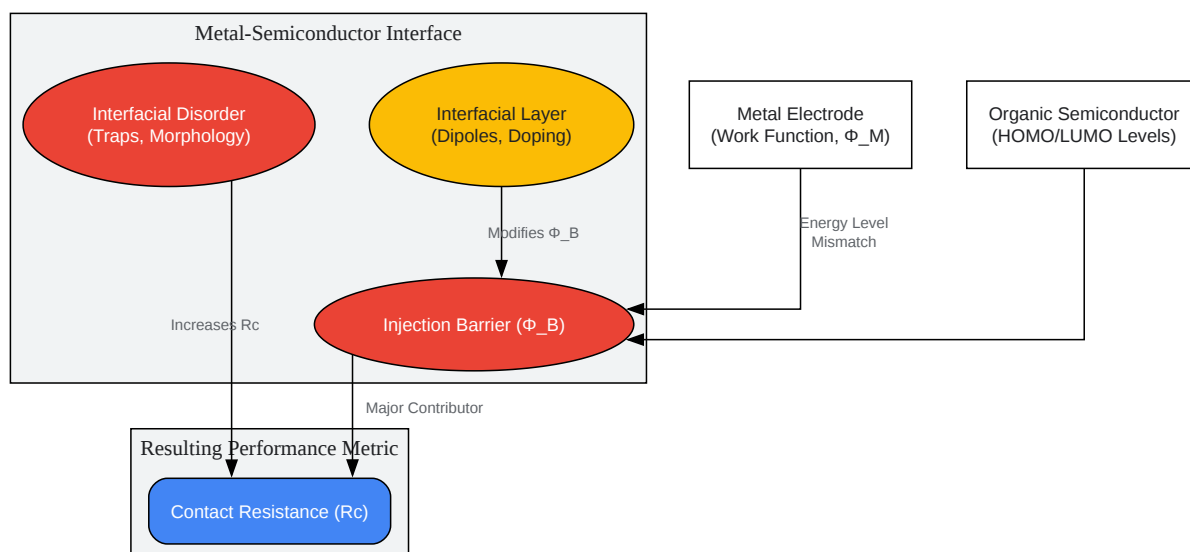 Metal-Semiconductor Interface
Interfacial Disorder
(Traps, Morphology)
Interfacial Layer
(Dipoles, Doping)
Metal Electrode
(Work Function, Φ_M)
Organic Semiconductor
(HOMO/LUMO Levels)
Modifies Φ_B
Energy Level
Mismatch
Increases Rc
Injection Barrier (Φ_B)
Major Contributor
Resulting Performance Metric
Contact Resistance (Rc)